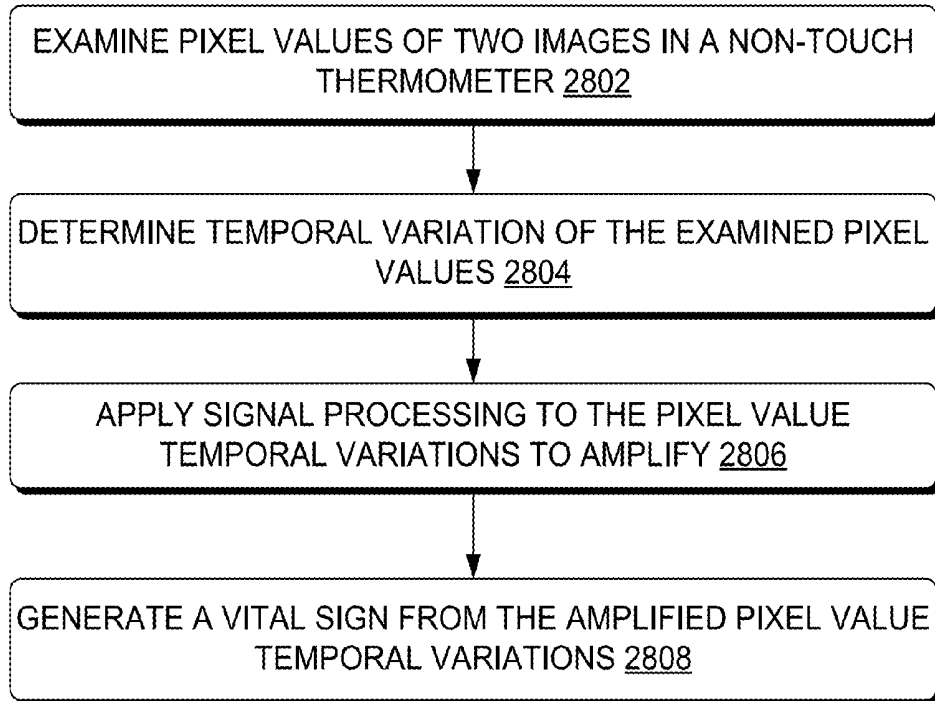 EXAMINE PIXEL VALUES OF TWO IMAGES IN A NON-TOUCH
THERMOMETER 2802
DETERMINE TEMPORAL VARIATION OF THE EXAMINED PIXEL
VALUES 2804
APPLY SIGNAL PROCESSING TO THE PIXEL VALUE
TEMPORAL VARIATIONS TO AMPLIFY 2806
GENERATE A VITAL SIGN FROM THE AMPLIFIED PIXEL VALUE
TEMPORAL VARIATIONS 2808